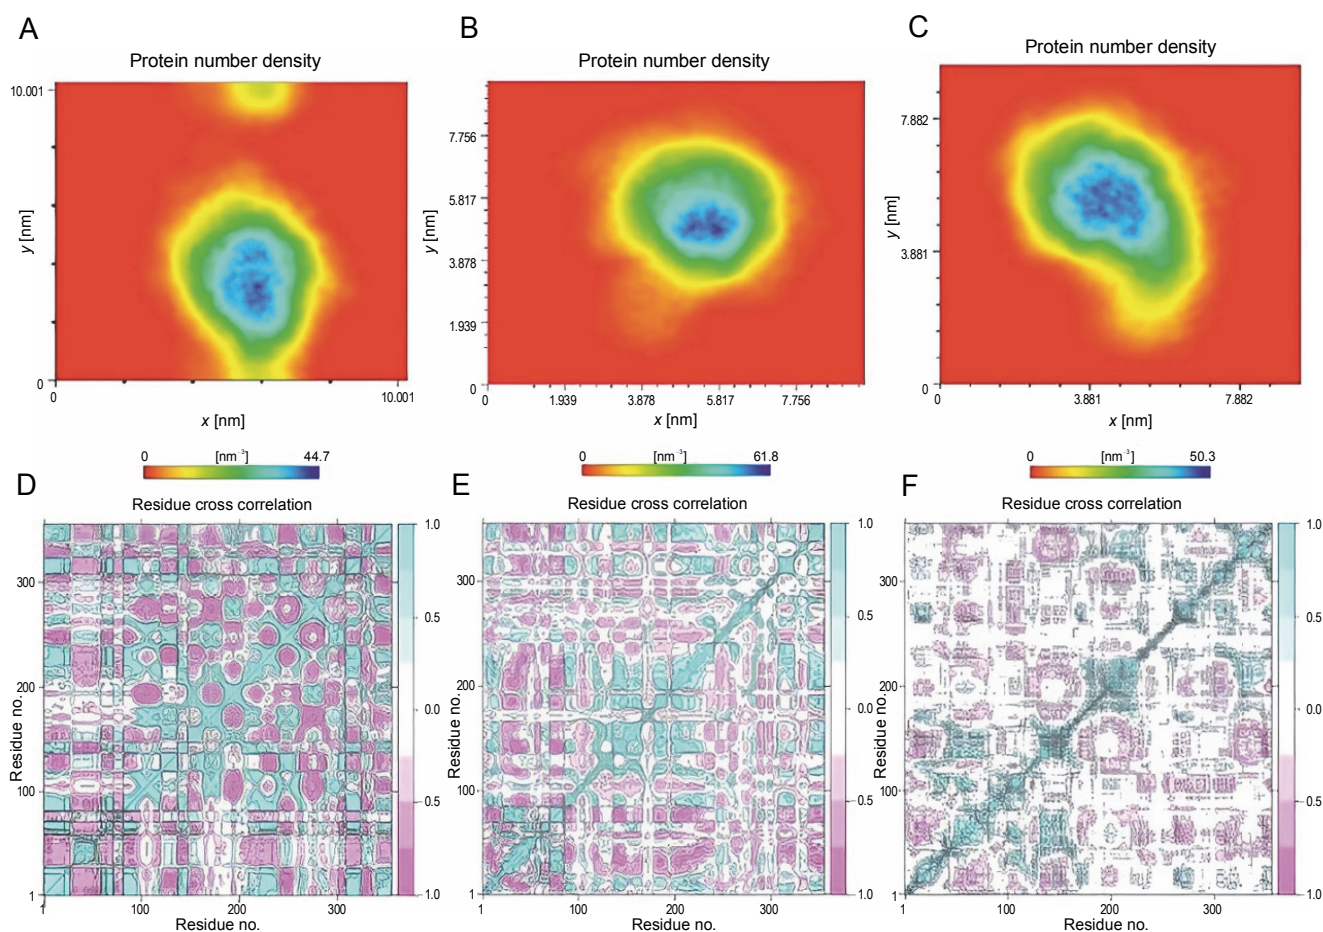 A
Protein number density
10.001
y [nm]
0
0
10.001
x [nm]
0
[nm⁻³]
44.7
B
Protein number density
7.756
5.817
3.878
1.939
0
y [nm]
0
1.939
3.878
5.817
7.756
x [nm]
0
[nm⁻³]
61.8
C
Protein number density
7.882
3.881
0
y [nm]
0
3.881
7.882
x [nm]
0
[nm⁻³]
50.3
D
Residue cross correlation
300
200
100
1
Residue no.
1
100
200
300
Residue no.
1.0
0.5
0.0
0.5
1.0
E
Residue cross correlation
300
200
100
1
Residue no.
1
100
200
300
Residue no.
1.0
0.5
0.0
0.5
1.0
F
Residue cross correlation
300
200
100
1
Residue no.
1
100
200
300
Residue no.
1.0
0.5
0.0
0.5
1.0